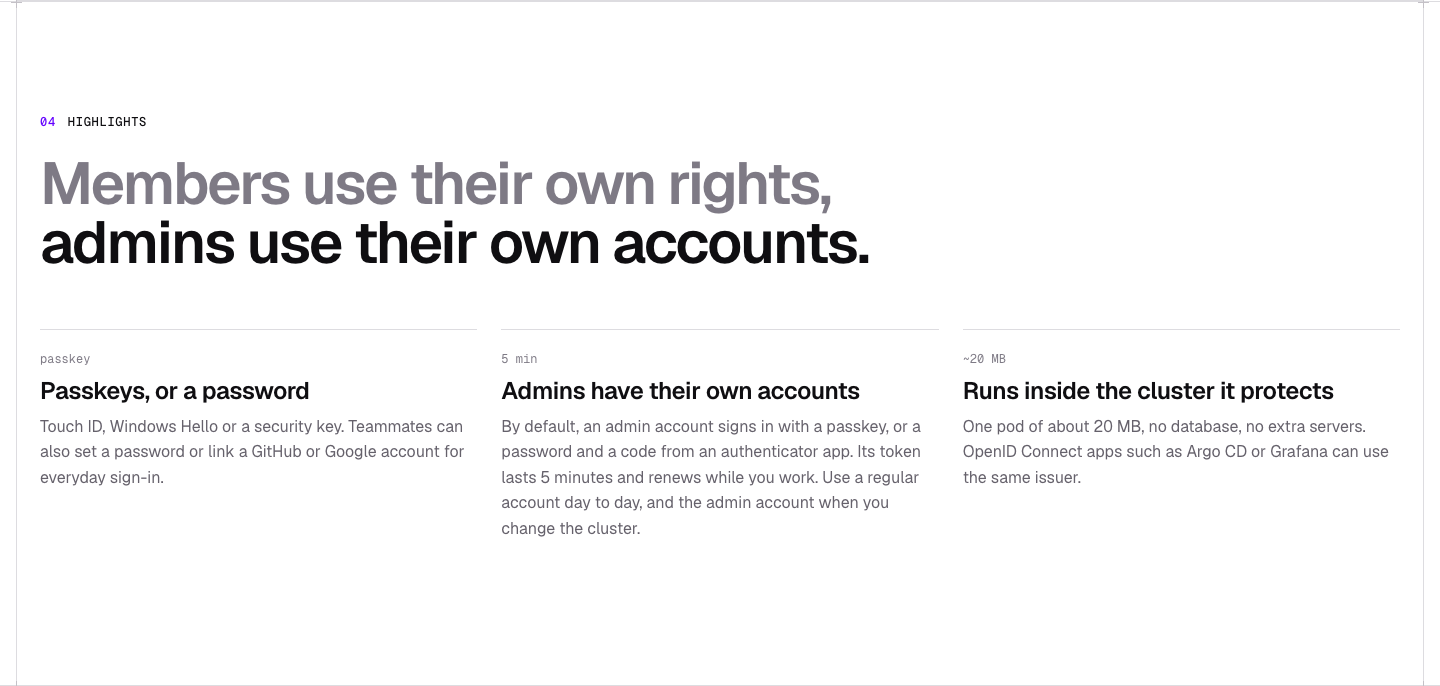 04 HIGHLIGHTS
Members use their own rights,
admins use their own accounts.
passkey
Passkeys, or a password
Touch ID, Windows Hello or a security key. Teammates can
also set a password or link a GitHub or Google account for
everyday sign-in.
5 min
Admins have their own accounts
By default, an admin account signs in with a passkey, or a
password and a code from an authenticator app. Its token
lasts 5 minutes and renews while you work. Use a regular
account day to day, and the admin account when you
change the cluster.
~20 MB
Runs inside the cluster it protects
One pod of about 20 MB, no database, no extra servers.
OpenID Connect apps such as Argo CD or Grafana can use
the same issuer.